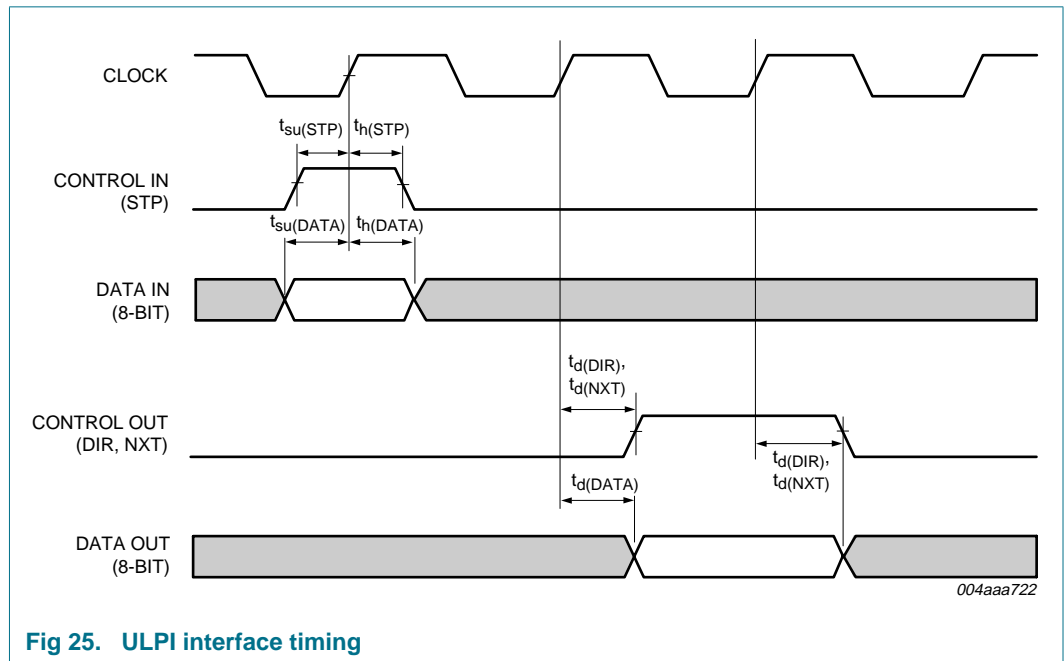 CLOCK
tsu(STP) th(STP)
CONTROL IN
(STP)
tsu(DATA) th(DATA)
DATA IN
(8-BIT)
td(DIR),
td(NXT)
CONTROL OUT
(DIR, NXT)
td(DIR),
td(NXT)
td(DATA)
DATA OUT
(8-BIT)
004aaa722
Fig 25. ULPI interface timing